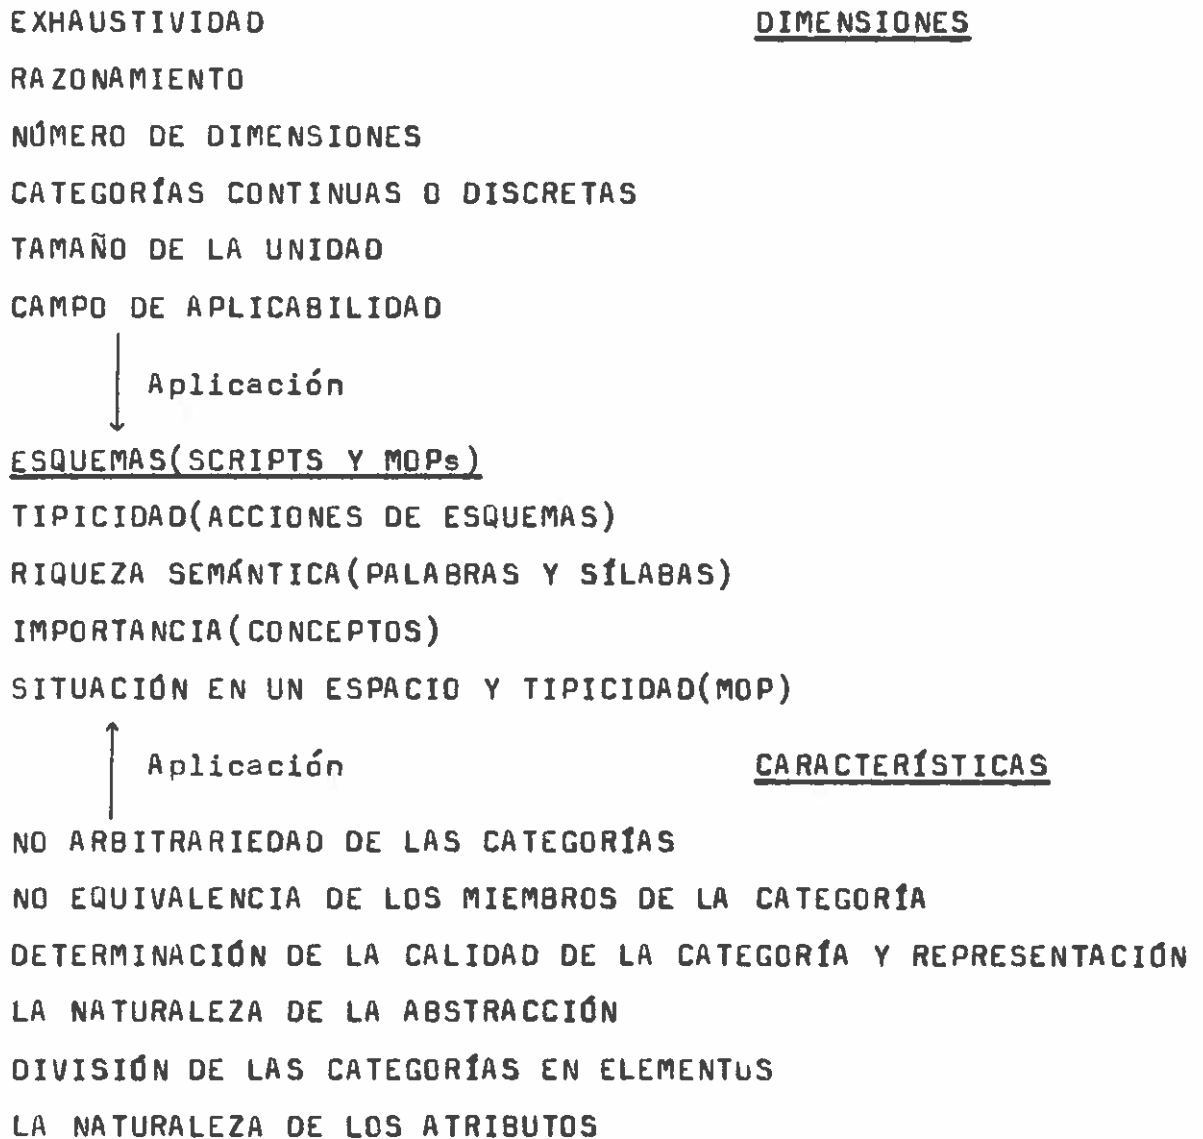 EXHAUSTIVIDAD DIMENSIONES
RAZONAMIENTO
NÚMERO DE DIMENSIONES
CATEGORÍAS CONTINUAS O DISCRETAS
TAMAÑO DE LA UNIDAD
CAMPO DE APLICABILIDAD
Aplicación
ESQUEMAS(SCRIPTS Y MOPs)
TIPICIDAD(ACCIONES DE ESQUEMAS)
RIQUEZA SEMÁNTICA(PALABRAS Y SÍLABAS)
IMPORTANCIA(CONCEPTOS)
SITUACIÓN EN UN ESPACIO Y TIPICIDAD(MOP)
Aplicación CARACTERÍSTICAS
NO ARBITRARIEDAD DE LAS CATEGORÍAS
NO EQUIVALENCIA DE LOS MIEMBROS DE LA CATEGORÍA
DETERMINACIÓN DE LA CALIDAD DE LA CATEGORÍA Y REPRESENTACIÓN
LA NATURALEZA DE LA ABSTRACCIÓN
DIVISIÓN DE LAS CATEGORÍAS EN ELEMENTuS
LA NATURALEZA DE LOS ATRIBUTOS